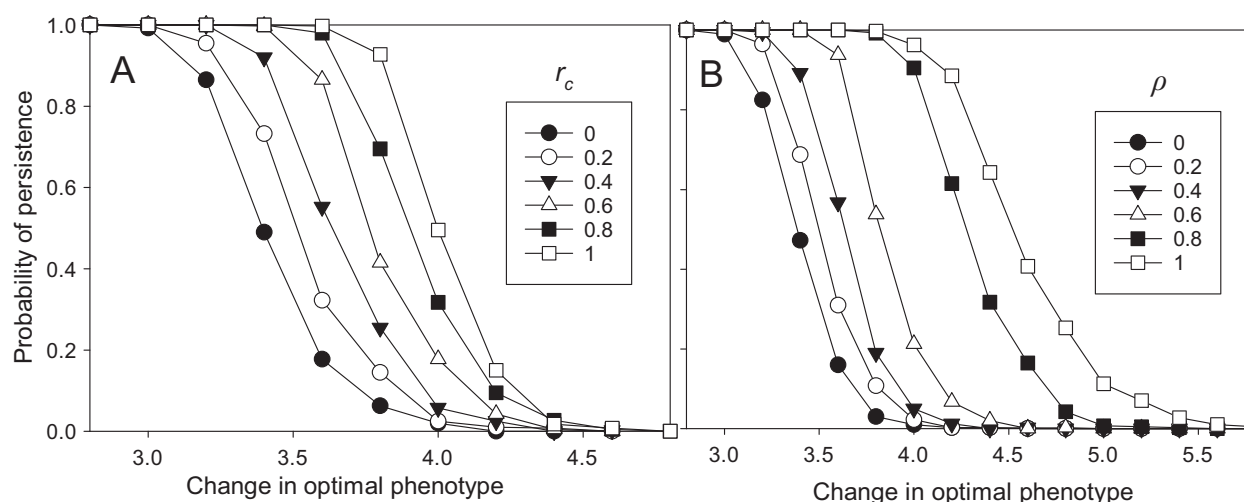 A
B
r_c
ρ
0
0.2
0.4
0.6
0.8
1
0
0.2
0.4
0.6
0.8
1
Probability of persistence
1.0
0.8
0.6
0.4
0.2
0.0
3.0 3.5 4.0 4.5
3.0 3.5 4.0 4.5 5.0 5.5
Change in optimal phenotype
Change in optimal phenotype